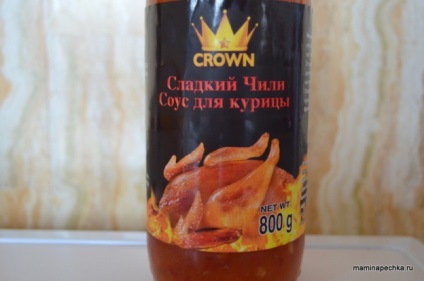 CROWN
Сладкий Чили
Соус для курицы
NET WT.
800 g
maminapechka.ru